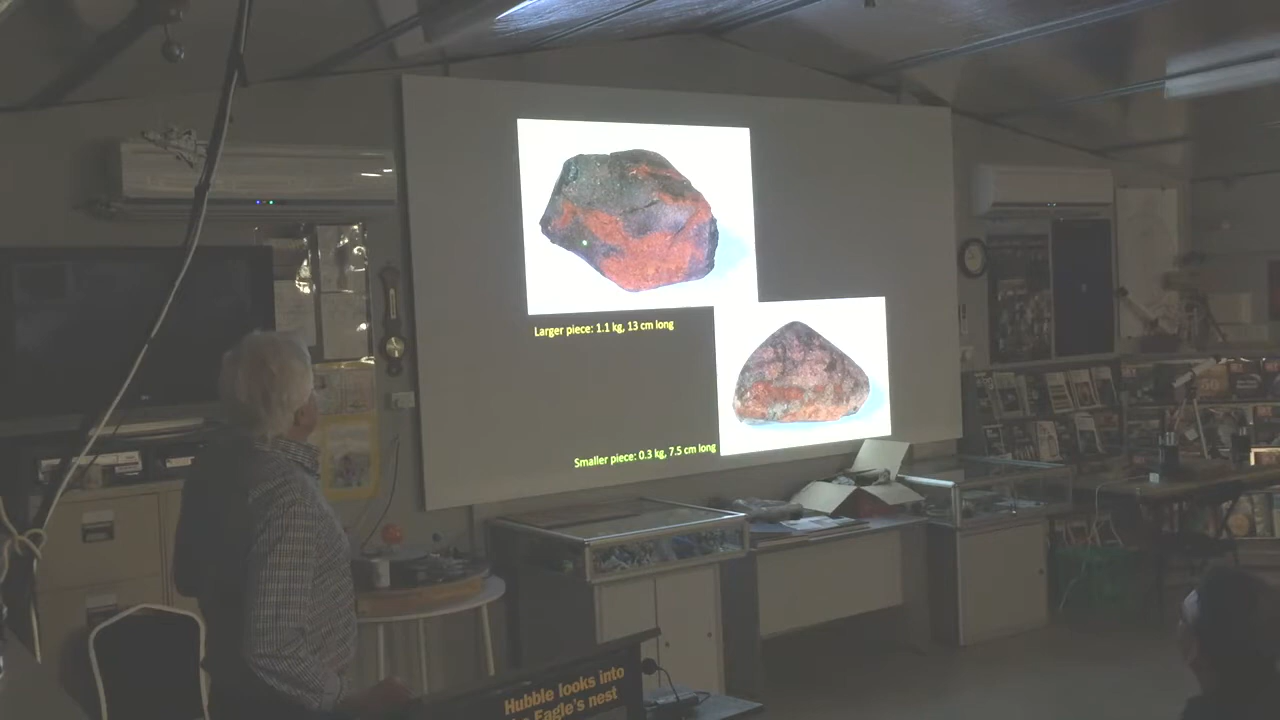 Larger piece: 1.1 kg, 13 cm long
Smaller piece: 0.3 kg, 7.5 cm long
Hubble looks into
Eagle's nest